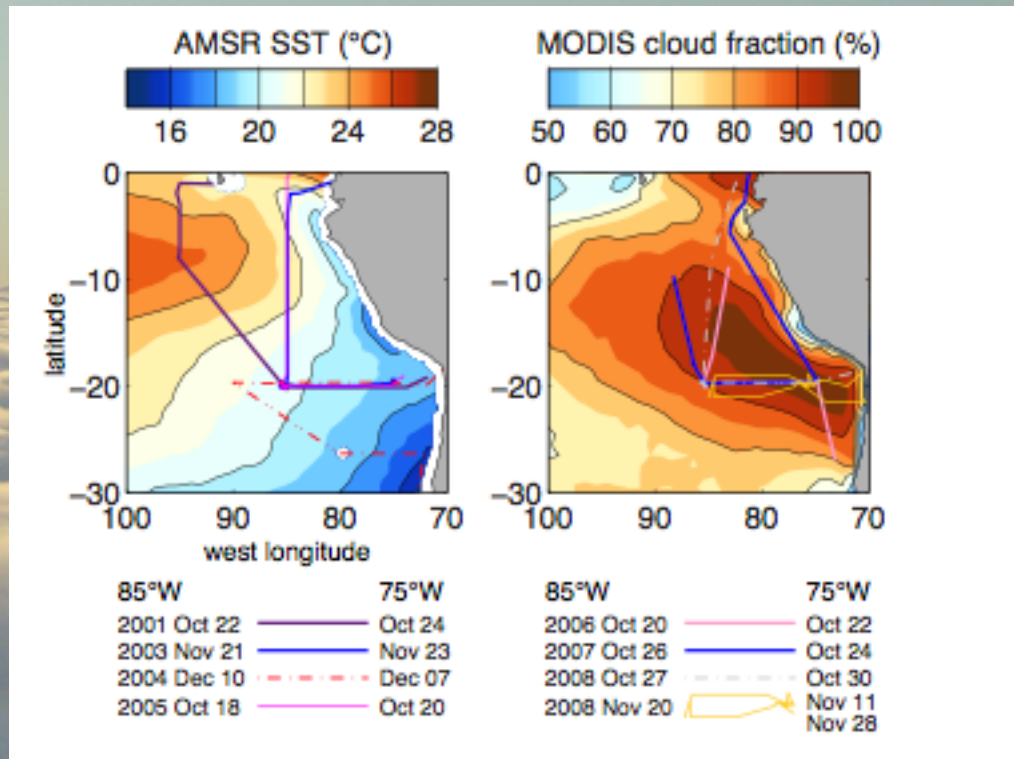 AMSR SST (°C)
16 20 24 28
0
−10
−20
−30
latitude
100 90 80 70
west longitude
85°W 75°W
2001 Oct 22 Oct 24
2003 Nov 21 Nov 23
2004 Dec 10 Dec 07
2005 Oct 18 Oct 20
MODIS cloud fraction (%)
50 60 70 80 90 100
0
−10
−20
−30
100 90 80 70
85°W 75°W
2006 Oct 20 Oct 22
2007 Oct 26 Oct 24
2008 Oct 27 Oct 30
2008 Nov 20 Nov 11
Nov 28